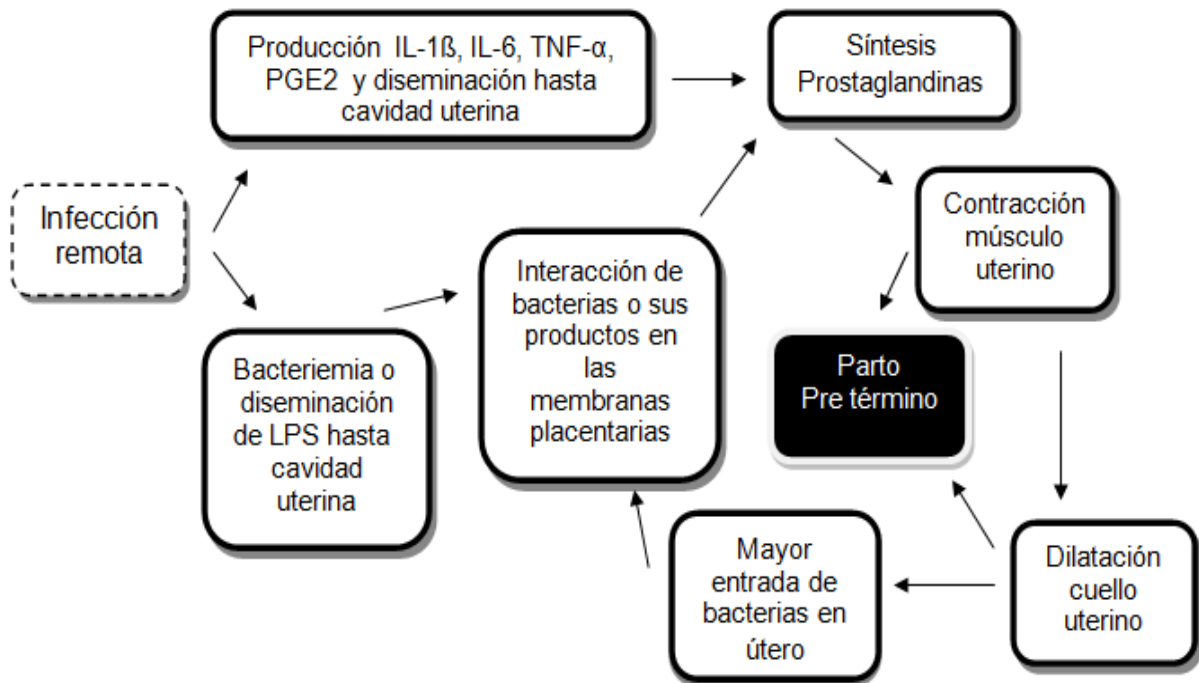 Producción IL-1ß, IL-6, TNF-α,
PGE2 y diseminación hasta
cavidad uterina
Síntesis
Prostaglandinas
Infección
remota
Contracción
músculo
uterino
Interacción de
bacterias o sus
productos en
las
membranas
placentarias
Bacteriemia o
diseminación
de LPS hasta
cavidad
uterina
Parto
Pre término
Mayor
entrada de
bacterias en
útero
Dilatación
cuello
uterino